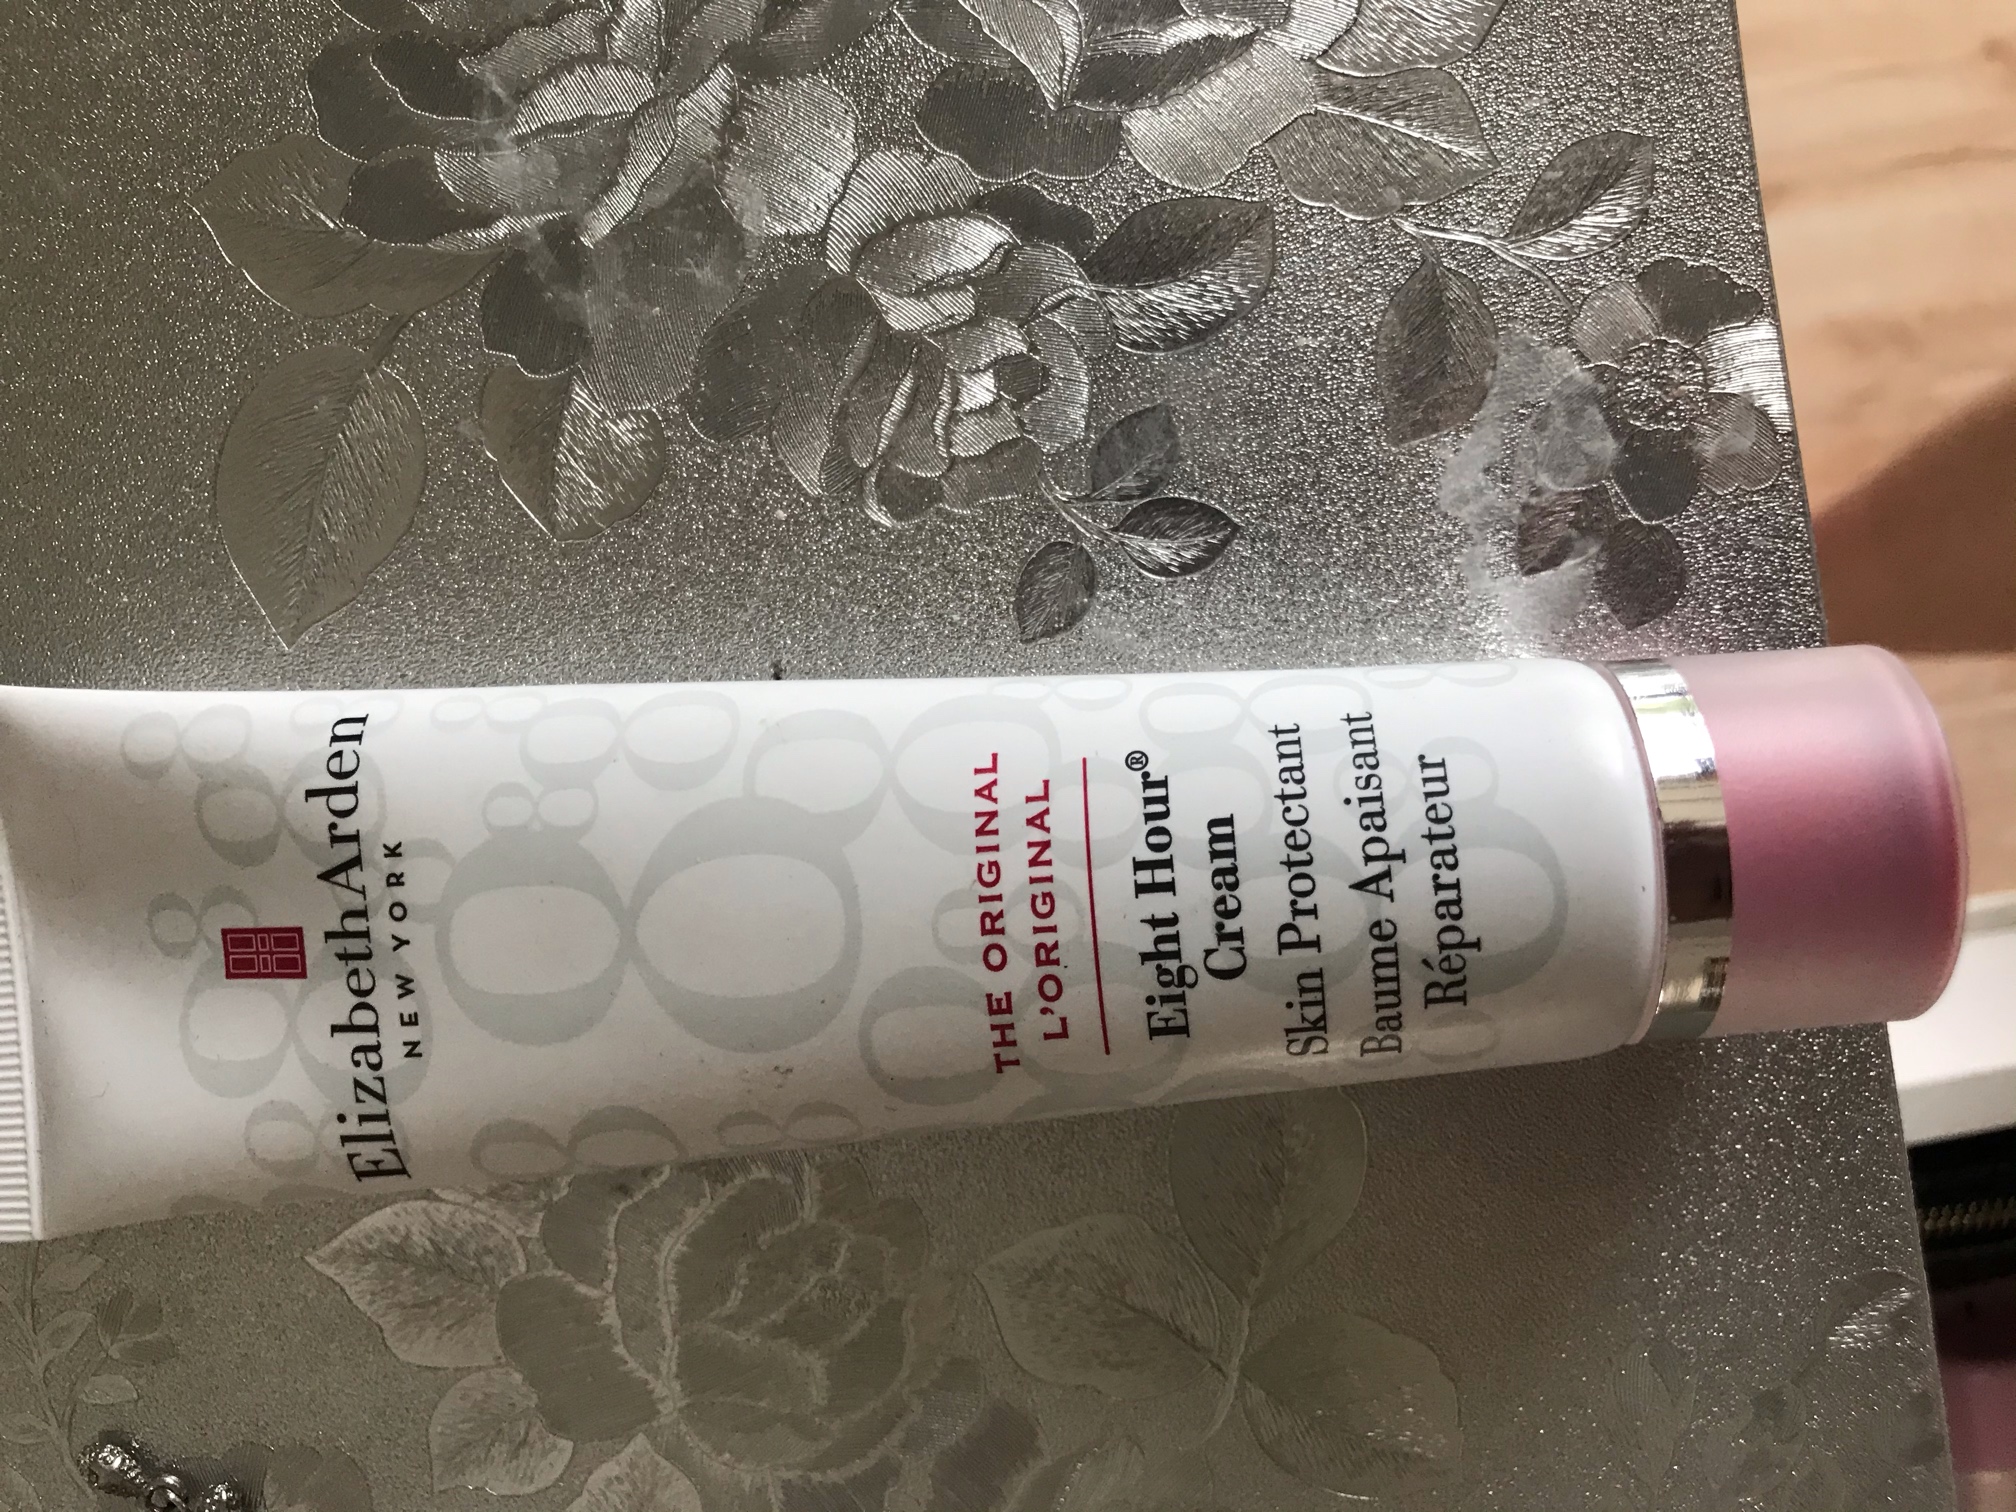 ElizabethArden
NEW YORK
THE ORIGINAL
L'ORIGINAL
Eight Hour®
Cream
Skin Protectant
Baume Apaisant
Réparateur